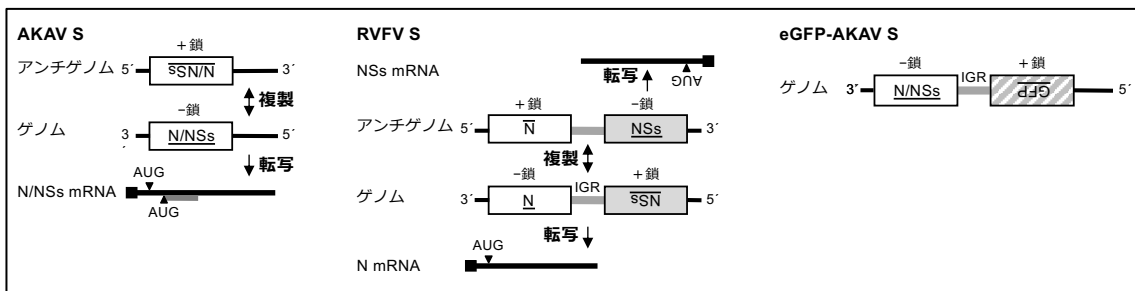 AKAV S
+鎖
アンチゲノム 5´ N/NSs 3´
複製
−鎖
ゲノム 3´ N/NSs 5´
転写
AUG
N/NSs mRNA
AUG
RVFV S
NSs mRNA
転写 AUG
+鎖 −鎖
アンチゲノム 5´ N NSs 3´
複製
−鎖 IGR +鎖
ゲノム 3´ N NSs 5´
転写
AUG
N mRNA
eGFP-AKAV S
−鎖 IGR +鎖
ゲノム 3´ N/NSs GFP 5´